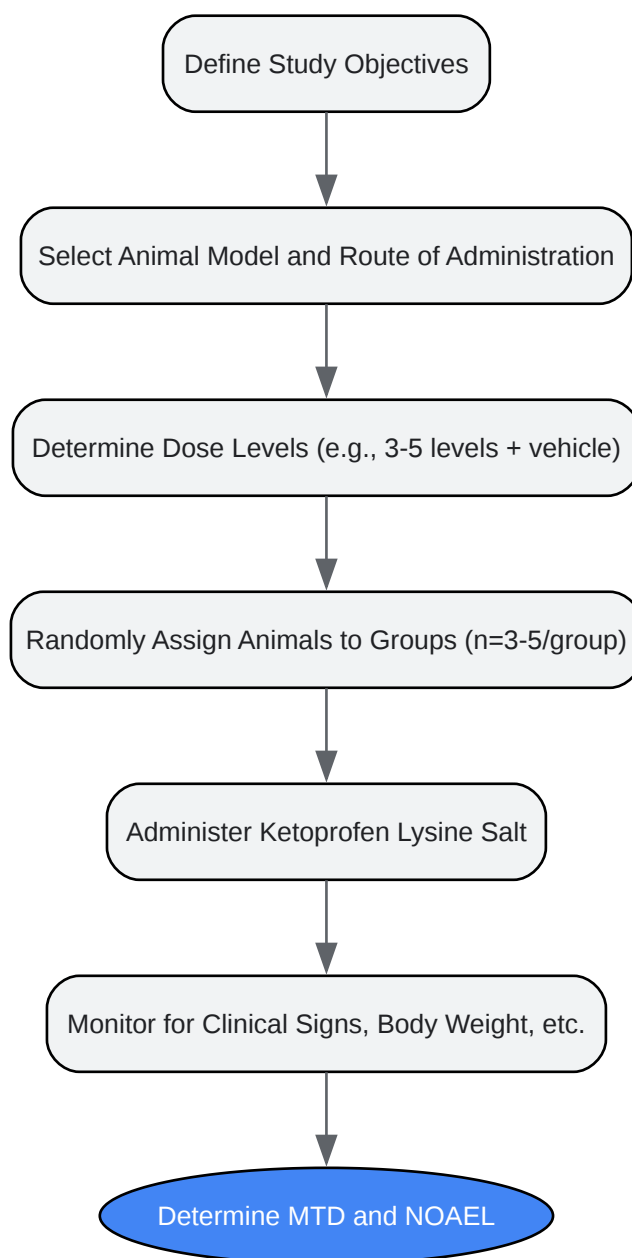 Define Study Objectives
Select Animal Model and Route of Administration
Determine Dose Levels (e.g., 3-5 levels + vehicle)
Randomly Assign Animals to Groups (n=3-5/group)
Administer Ketoprofen Lysine Salt
Monitor for Clinical Signs, Body Weight, etc.
Determine MTD and NOAEL